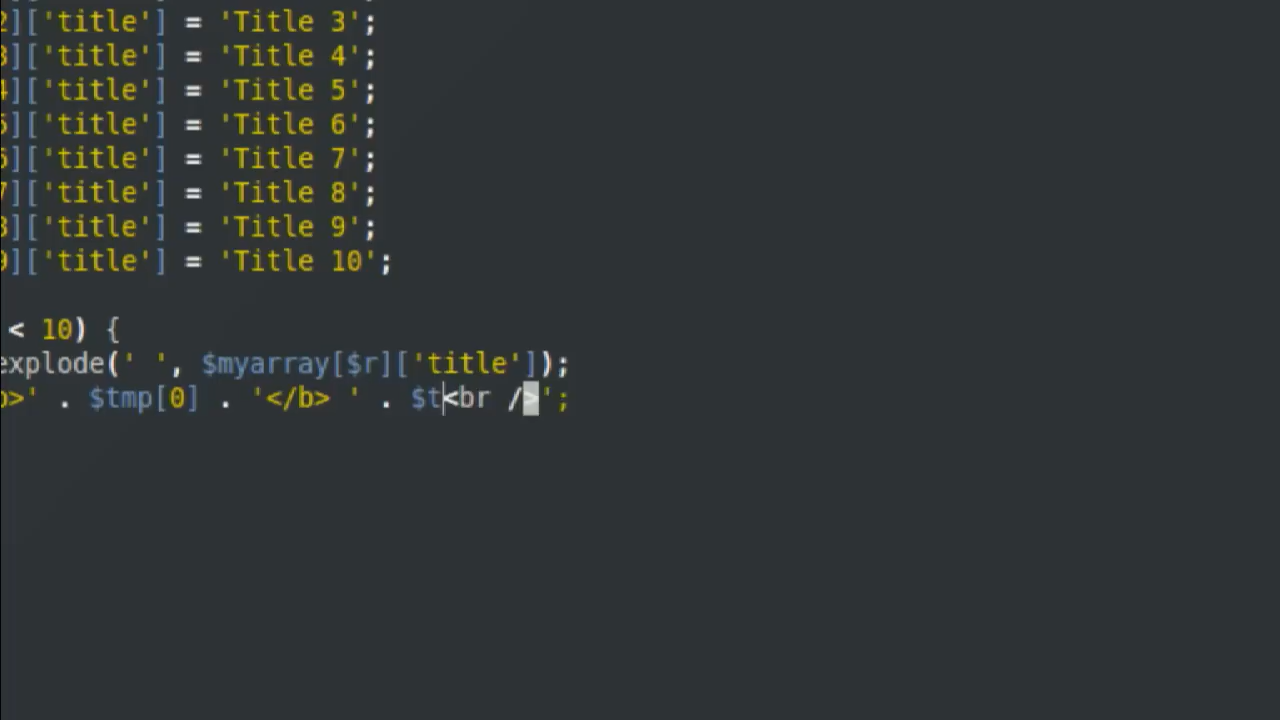 2]['title'] = 'Title 3';
3]['title'] = 'Title 4';
4]['title'] = 'Title 5';
5]['title'] = 'Title 6';
6]['title'] = 'Title 7';
7]['title'] = 'Title 8';
8]['title'] = 'Title 9';
9]['title'] = 'Title 10';
< 10) {
explode(' ', $myarray[$r]['title']);
b>' . $tmp[0] . '</b> ' . $t<br />';